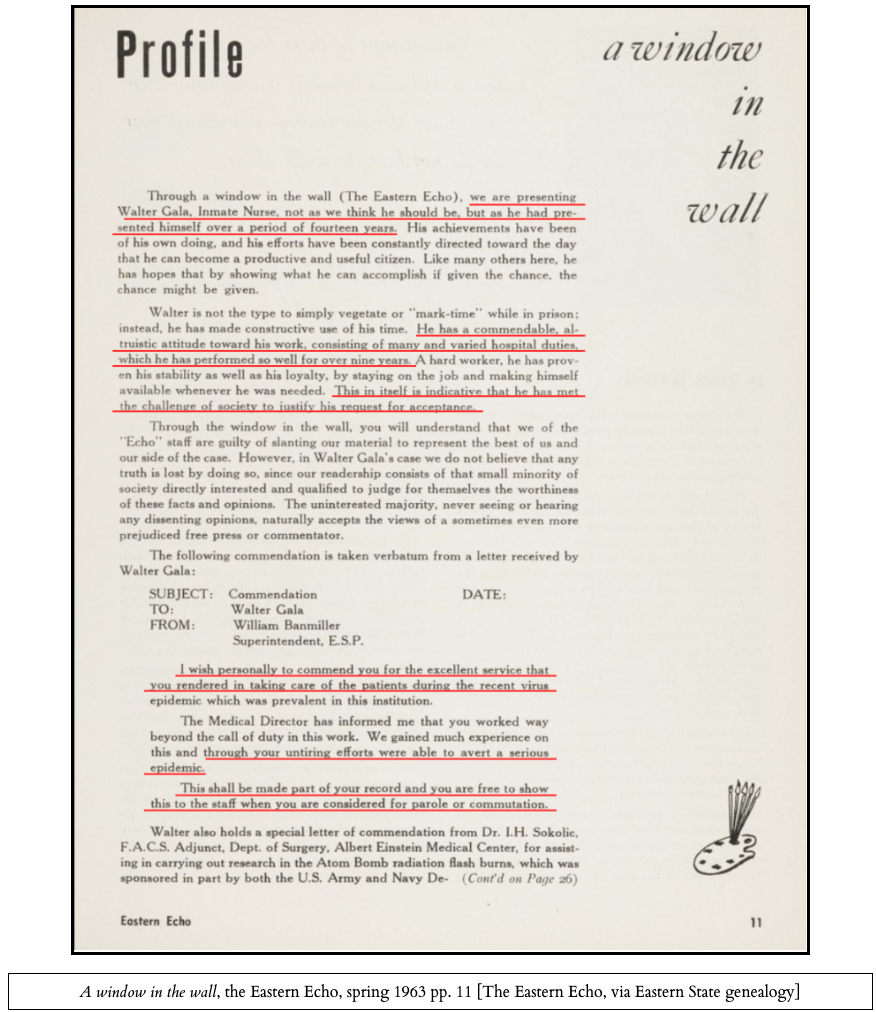 Profile
a window
in
the
wall
Through a window in the wall (The Eastern Echo), we are presenting
Walter Gala, Inmate Nurse, not as we think he should be, but as he had pre-
sented himself over a period of fourteen years. His achievements have been
of his own doing, and his efforts have been constantly directed toward the day
that he can become a productive and useful citizen. Like many others here, he
has hopes that by showing what he can accomplish if given the chance, the
chance might be given.
Walter is not the type to simply vegetate or "mark-time" while in prison;
instead, he has made constructive use of his time. He has a commendable, al-
truistic attitude toward his work, consisting of many and varied hospital duties,
which he has performed so well for over nine years. A hard worker, he has prov-
en his stability as well as his loyalty, by staying on the job and making himself
available whenever he was needed. This in itself is indicative that he has met
the challenge of society to justify his request for acceptance.
Through the window in the wall, you will understand that we of the
"Echo" staff are guilty of slanting our material to represent the best of us and
our side of the case. However, in Walter Gala's case we do not believe that any
truth is lost by doing so, since our readership consists of that small minority of
society directly interested and qualified to judge for themselves the worthiness
of these facts and opinions. The uninterested majority, never seeing or hearing
any dissenting opinions, naturally accepts the views of a sometimes even more
prejudiced free press or commentator.
The following commendation is taken verbatum from a letter received by
Walter Gala:
SUBJECT: Commendation DATE:
TO: Walter Gala
FROM: William Banmiller
Superintendent, E.S.P.
I wish personally to commend you for the excellent service that
you rendered in taking care of the patients during the recent virus
epidemic which was prevalent in this institution.
The Medical Director has informed me that you worked way
beyond the call of duty in this work. We gained much experience on
this and through your untiring efforts were able to avert a serious
epidemic.
This shall be made part of your record and you are free to show
this to the staff when you are considered for parole or commutation.
Walter also holds a special letter of commendation from Dr. I.H. Sokolic,
F.A.C.S. Adjunct, Dept. of Surgery, Albert Einstein Medical Center, for assist-
ing in carrying out research in the Atom Bomb radiation flash burns, which was
sponsored in part by both the U.S. Army and Navy De- (Cont'd on Page 26)
Eastern Echo 11
A window in the wall, the Eastern Echo, spring 1963 pp. 11 [The Eastern Echo, via Eastern State genealogy]